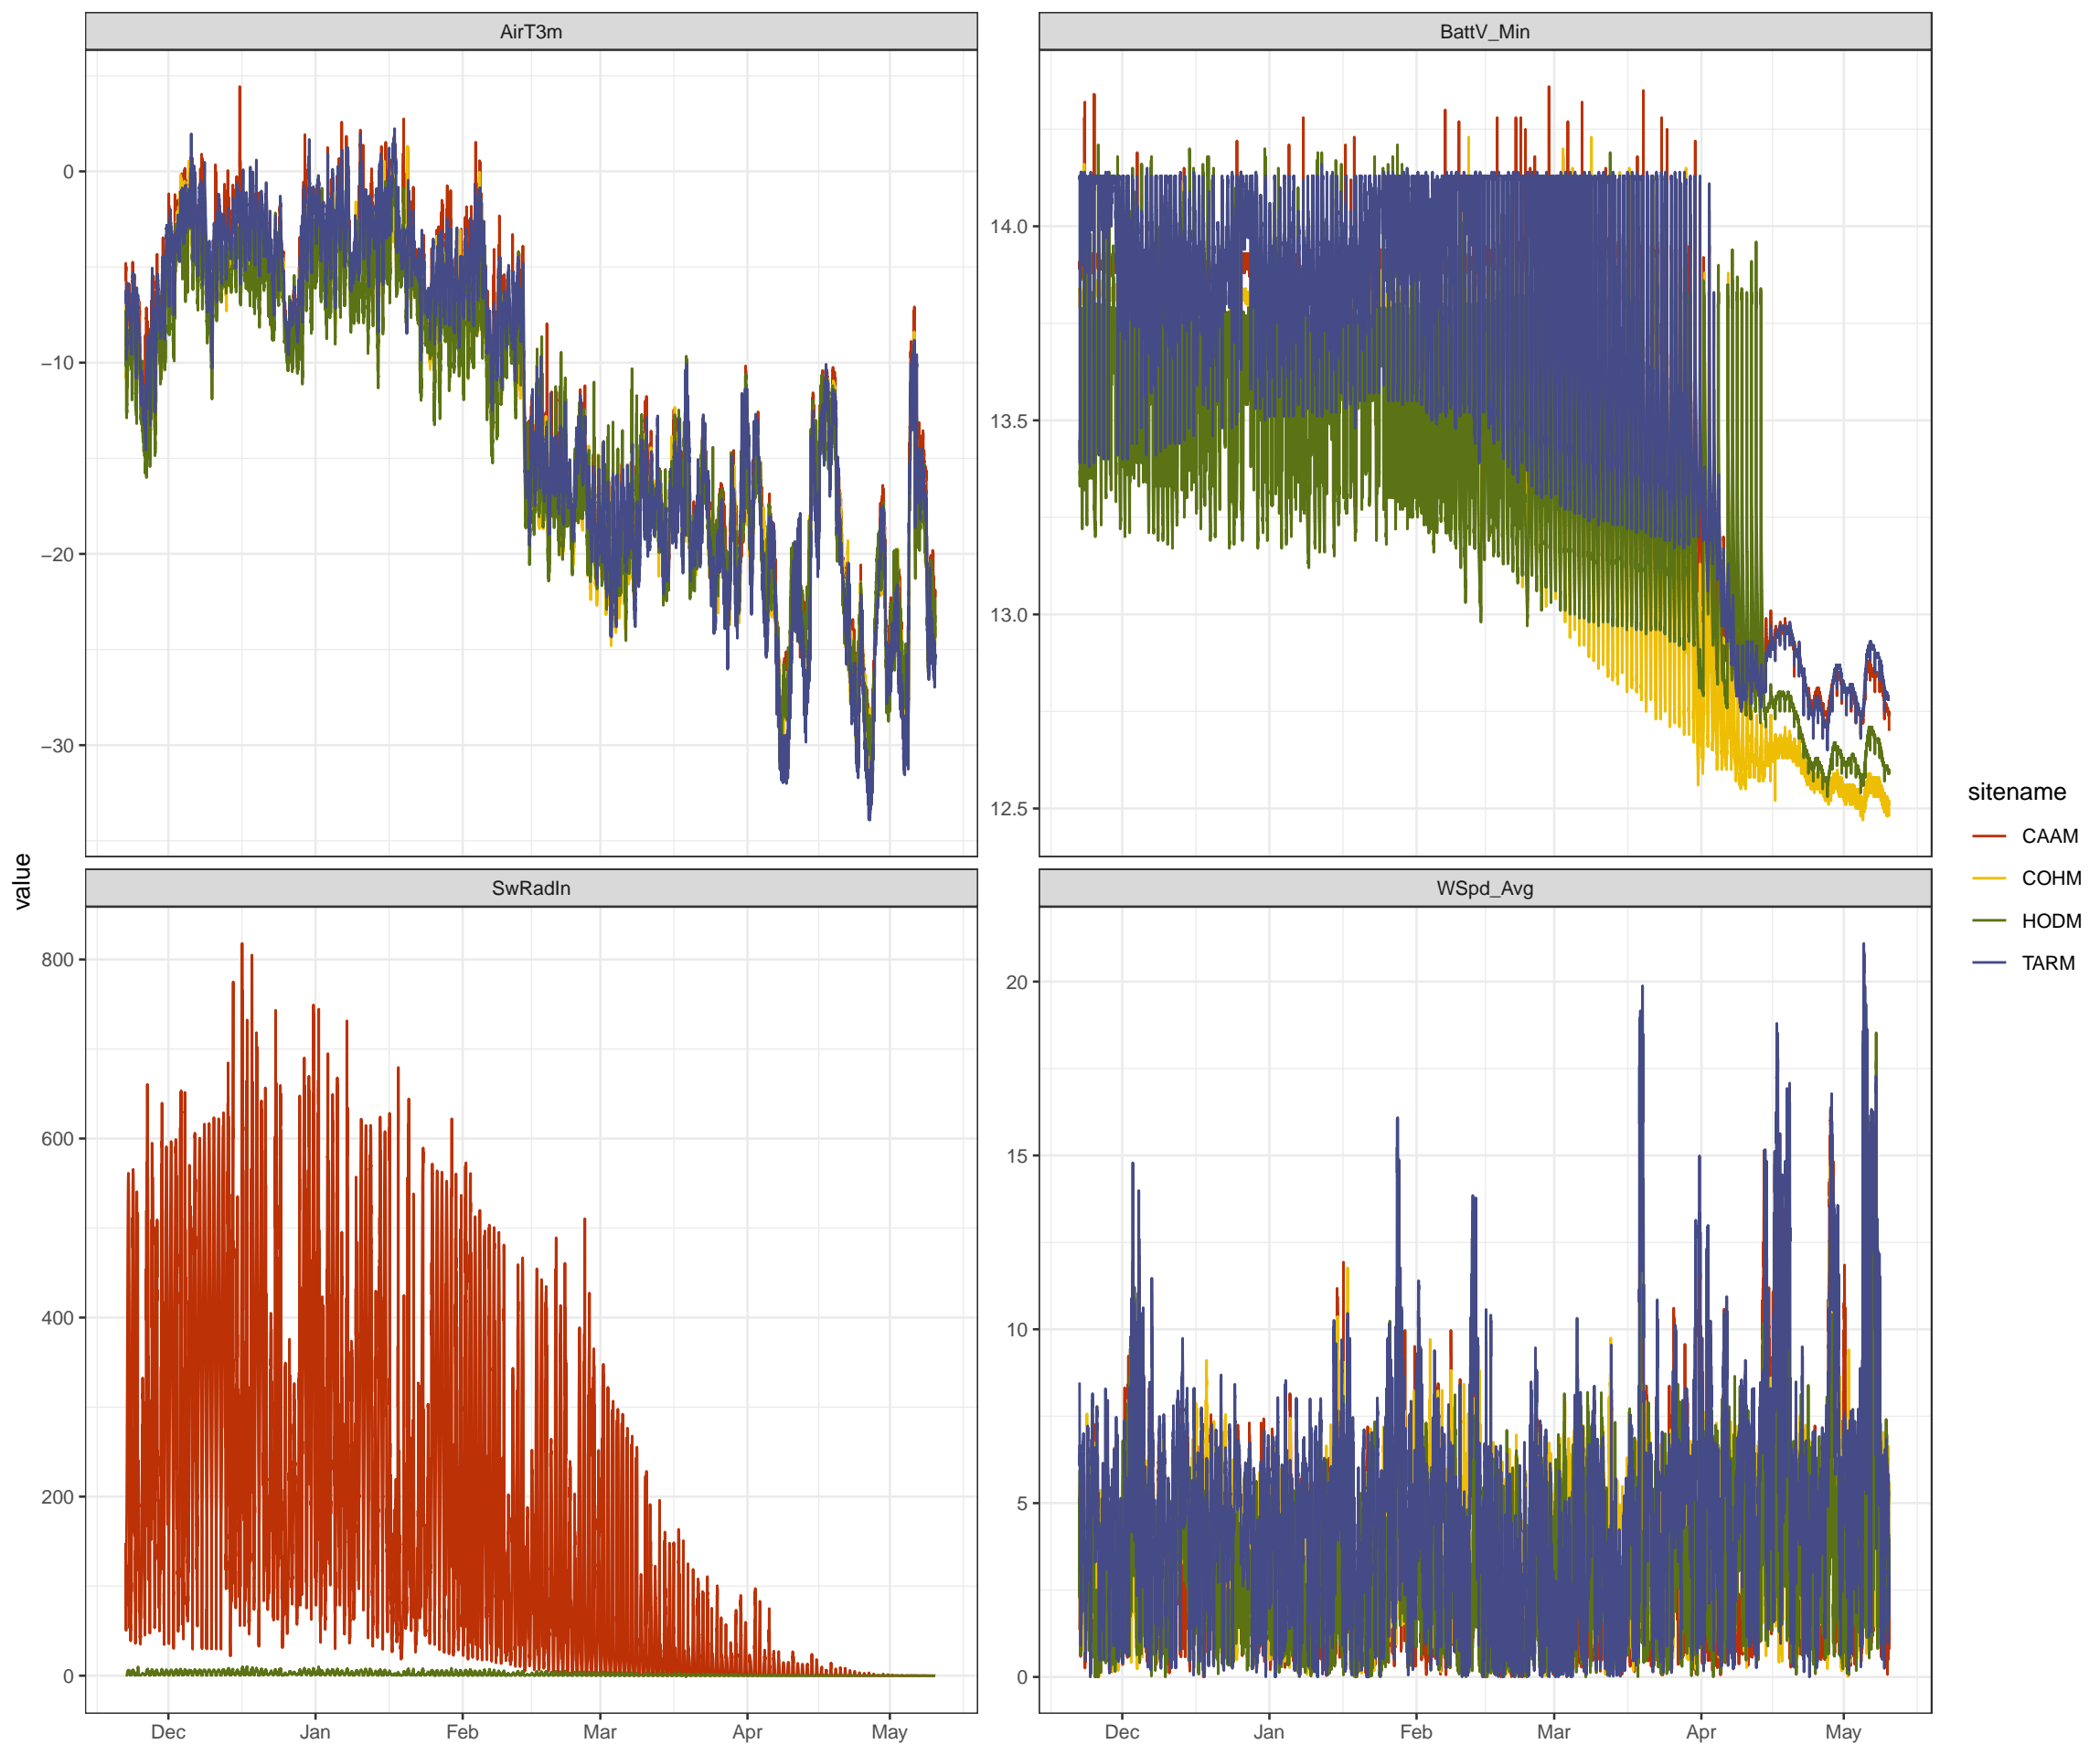 AirT3m
BattV_Min
0
−10
−20
−30
14.0
13.5
13.0
12.5
value
SwRadIn
WSpd_Avg
800
600
400
200
0
20
15
10
5
0
Dec Jan Feb Mar Apr May
Dec Jan Feb Mar Apr May
sitename
CAAM
COHM
HODM
TARM